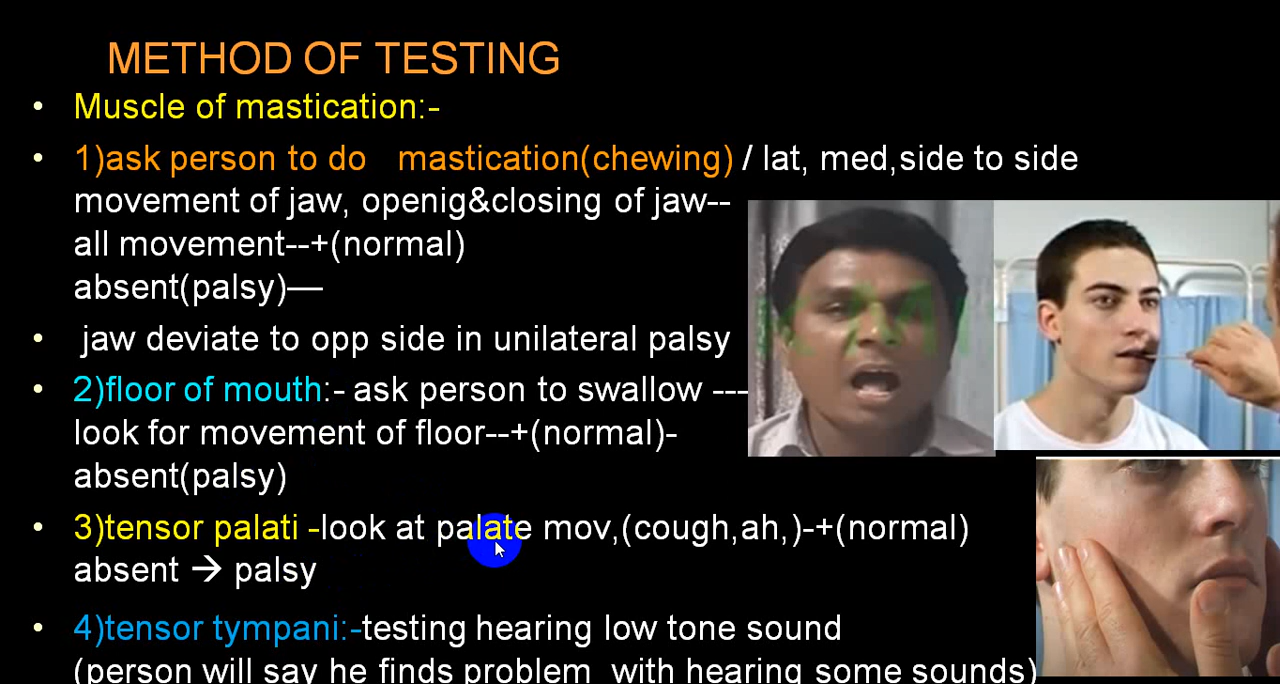 METHOD OF TESTING
• Muscle of mastication:-
• 1)ask person to do mastication(chewing) / lat, med,side to side
movement of jaw, openig&closing of jaw--
all movement--+(normal)
absent(palsy)—
• jaw deviate to opp side in unilateral palsy
• 2)floor of mouth:- ask person to swallow ---
look for movement of floor--+(normal)-
absent(palsy)
• 3)tensor palati -look at palate mov,(cough,ah,)-+(normal)
absent → palsy
• 4)tensor tympani:-testing hearing low tone sound
(person will say he finds problem with hearing some sounds)